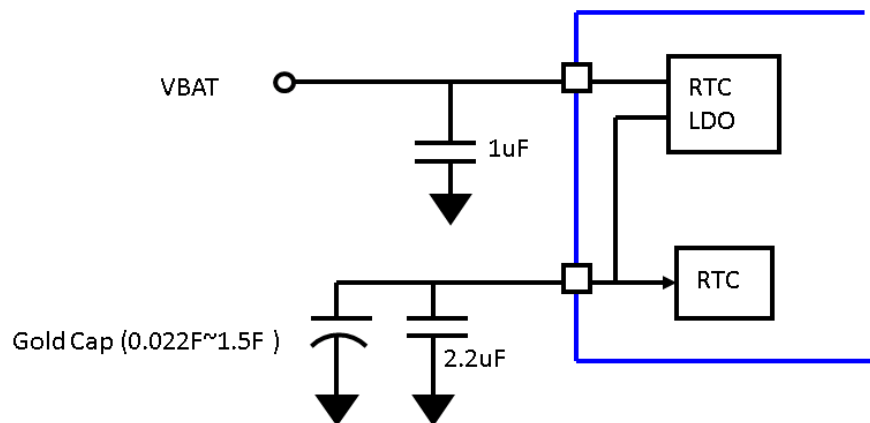 VBAT
RTC
LDO
1uF
RTC
Gold Cap (0.022F~1.5F )
2.2uF